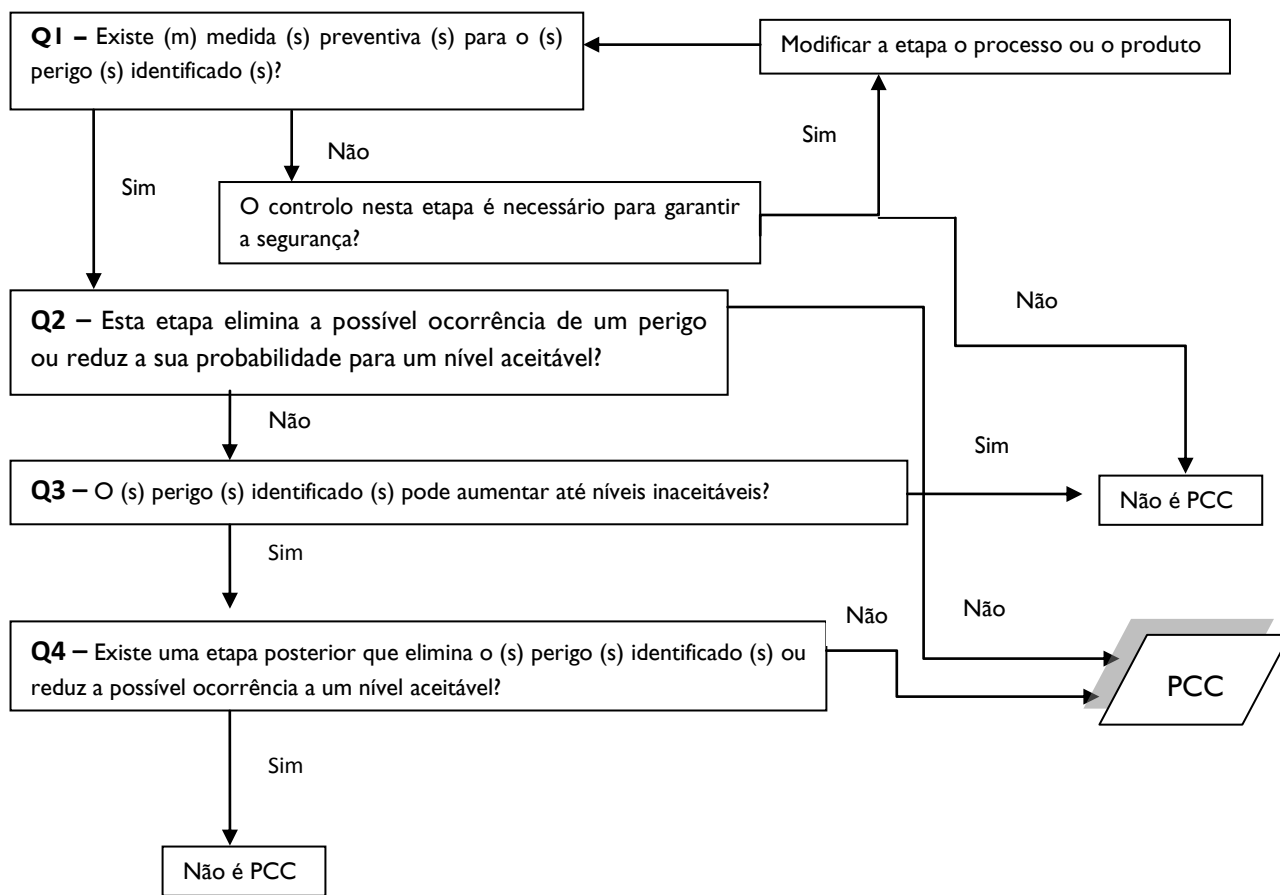 Q1 – Existe (m) medida (s) preventiva (s) para o (s)
perigo (s) identificado (s)?
Modificar a etapa o processo ou o produto
Sim
Não
Sim
O controlo nesta etapa é necessário para garantir
a segurança?
Não
Q2 – Esta etapa elimina a possível ocorrência de um perigo
ou reduz a sua probabilidade para um nível aceitável?
Não
Sim
Q3 – O (s) perigo (s) identificado (s) pode aumentar até níveis inaceitáveis?
Não é PCC
Sim
Não
Não
Q4 – Existe uma etapa posterior que elimina o (s) perigo (s) identificado (s) ou
reduz a possível ocorrência a um nível aceitável?
PCC
Sim
Não é PCC